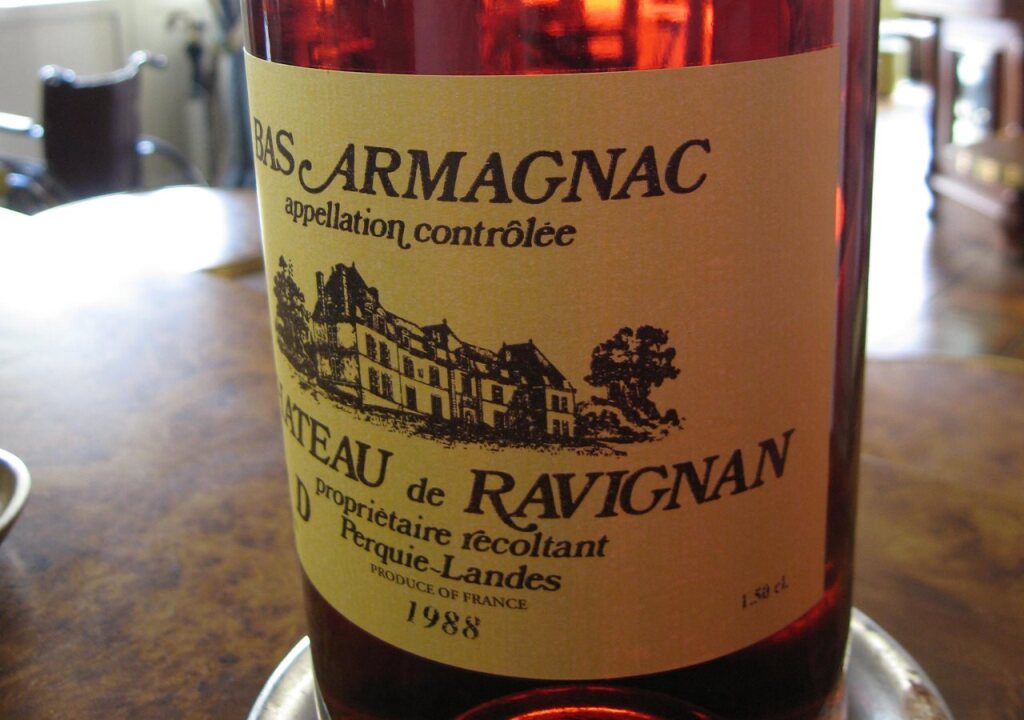 BAS ARMAGNAC
appellation contrôlée
ATEAU de RAVIGNAN
D
propriétaire récoltant
Perquie-Landes
PRODUCE OF FRANCE
1988
1.50 cl.